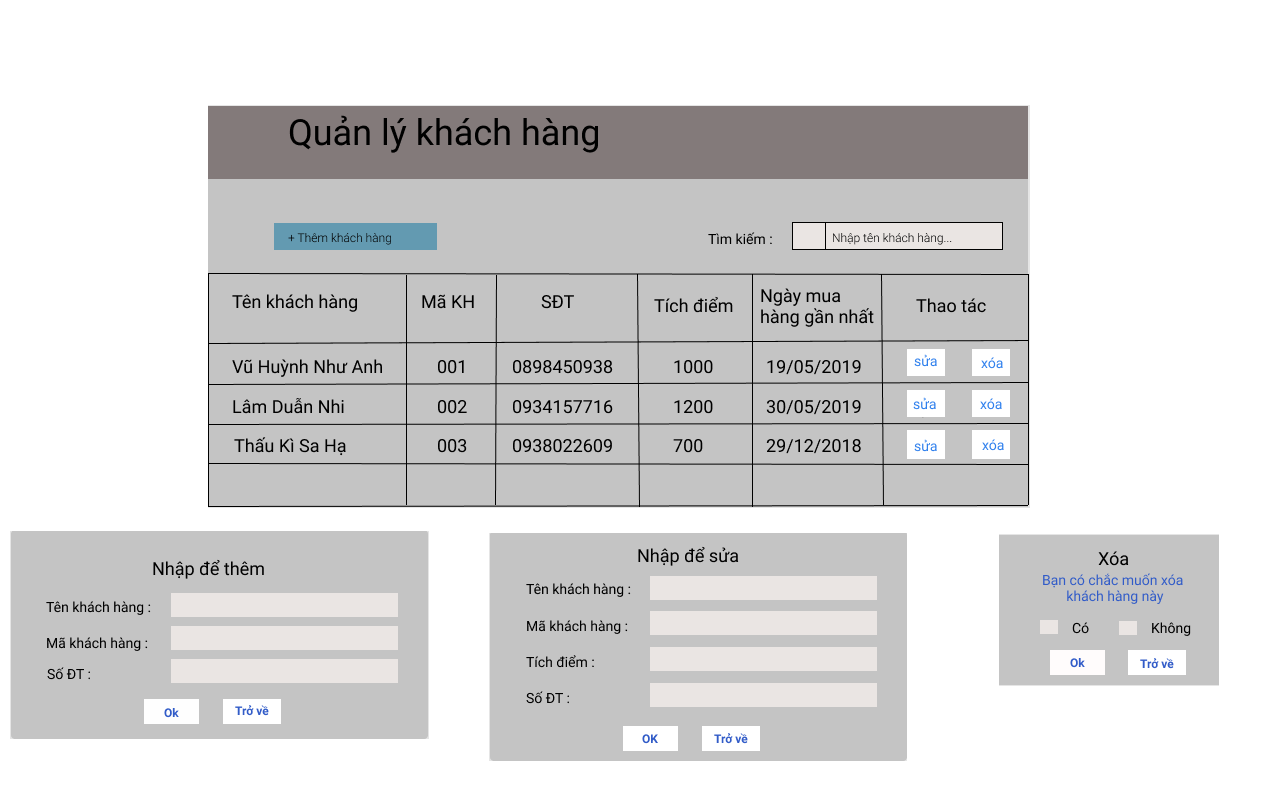 Quản lý khách hàng
+ Thêm khách hàng
Tìm kiếm :
Nhập tên khách hàng...
Tên khách hàng
Mã KH
SĐT
Tích điểm
Ngày mua
hàng gần nhất
Thao tác
Vũ Huỳnh Như Anh 001 0898450938 1000 19/05/2019 sửa xóa
Lâm Duẫn Nhi 002 0934157716 1200 30/05/2019 sửa xóa
Thấu Kì Sa Hạ 003 0938022609 700 29/12/2018 sửa xóa
Nhập để thêm
Tên khách hàng :
Mã khách hàng :
Số ĐT :
Ok Trở về
Nhập để sửa
Tên khách hàng :
Mã khách hàng :
Tích điểm :
Số ĐT :
OK Trở về
Xóa
Bạn có chắc muốn xóa
khách hàng này
Có Không
Ok Trở về